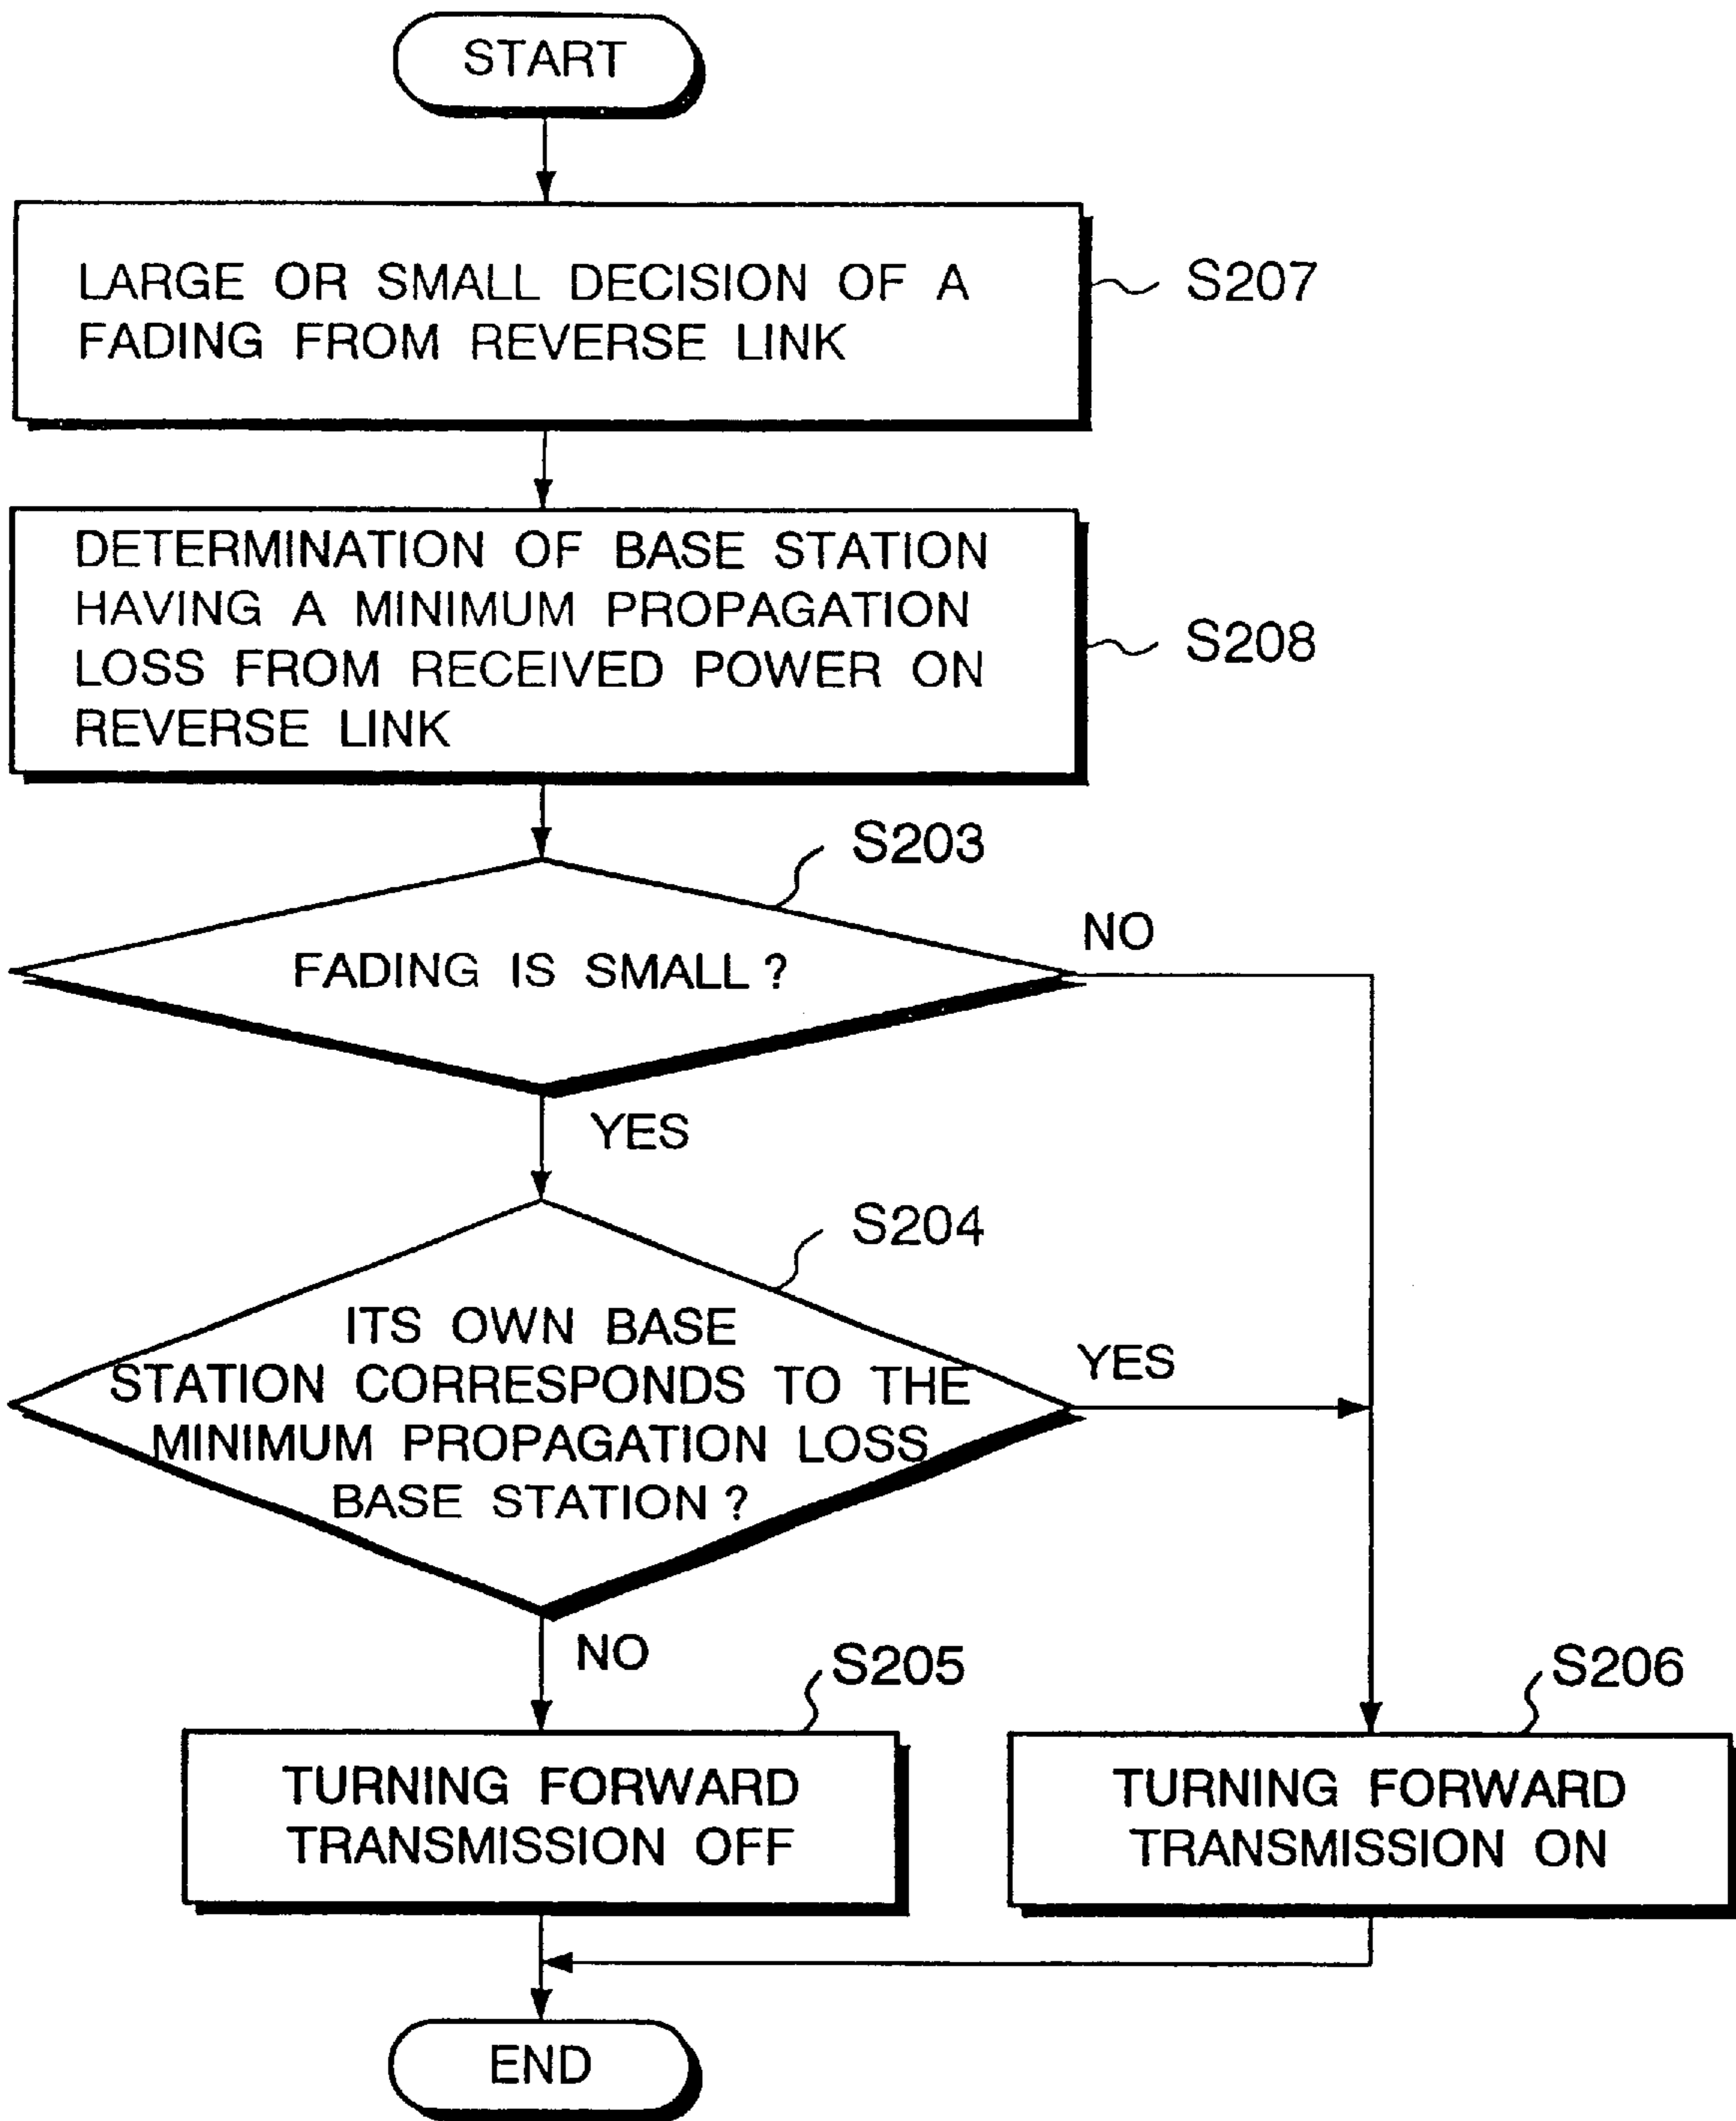 START
LARGE OR SMALL DECISION OF A
FADING FROM REVERSE LINK
S207
DETERMINATION OF BASE STATION
HAVING A MINIMUM PROPAGATION
LOSS FROM RECEIVED POWER ON
REVERSE LINK
S208
S203
FADING IS SMALL ?
NO
YES
S204
ITS OWN BASE
STATION CORRESPONDS TO THE
MINIMUM PROPAGATION LOSS
BASE STATION ?
YES
NO
S205
TURNING FORWARD
TRANSMISSION OFF
S206
TURNING FORWARD
TRANSMISSION ON
END